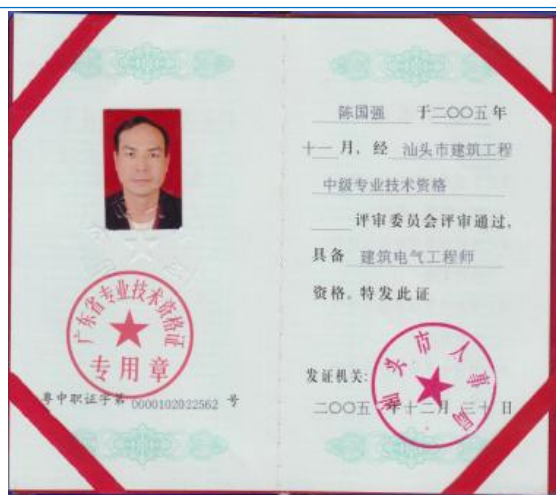 广东省专业技术资格证
专用章
粤中职证字第 0000102022562 号
陈国强 于二〇〇五年
十一月，经 汕头市建筑工程
中级专业技术资格
评审委员会评审通过，
具备 建筑电气工程师
资格。特发此证
汕头市人事局
发证机关：
二〇〇五年十二月三十日